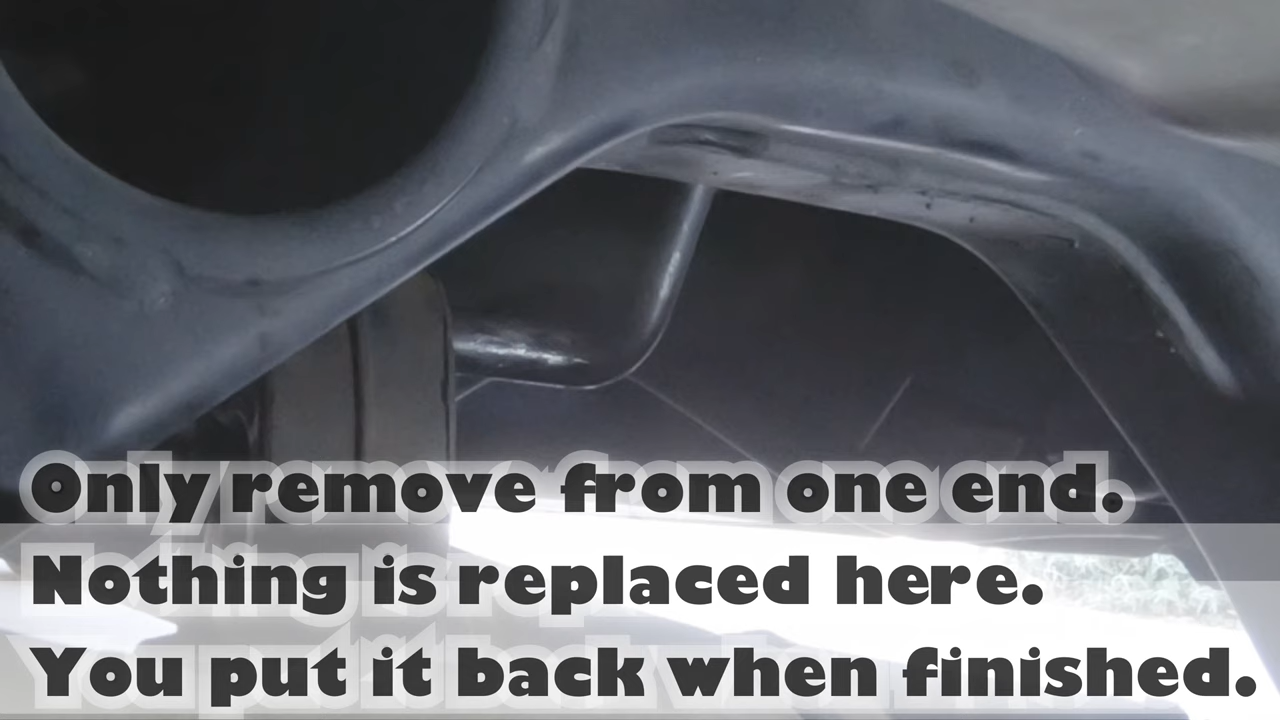 Only remove from one end.
Nothing is replaced here.
You put it back when finished.